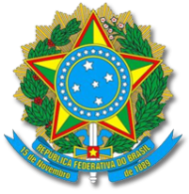 REPÚBLICA FEDERATIVA DO BRASIL
15 de Novembro
de 1889